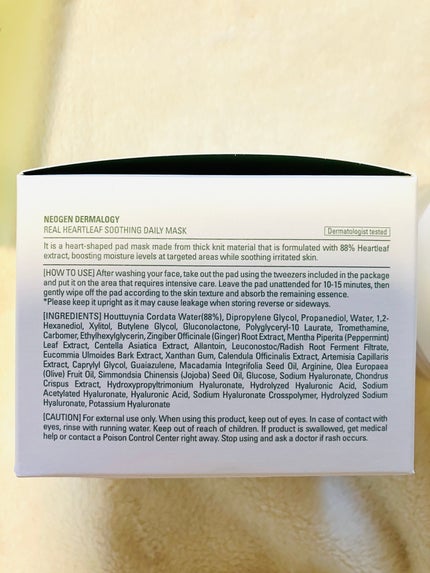 NEOGEN DERMALOGY
REAL HEARTLEAF SOOTHING DAILY MASK
Dermatologist tested
It is a heart-shaped pad mask made from thick knit material that is formulated with 88% Heartleaf
extract, boosting moisture levels at targeted areas while soothing irritated skin.
[HOW TO USE] After washing your face, take out the pad using the tweezers included in the package
and put it on the area that requires intensive care. Leave the pad unattended for 10-15 minutes, then
gently wipe off the pad according to the skin texture and absorb the remaining essence.
*Please keep it upright as it may cause leakage when storing reverse or sideways.
[INGREDIENTS] Houttuynia Cordata Water(88%), Dipropylene Glycol, Propanediol, Water, 1,2-
Hexanediol, Xylitol, Butylene Glycol, Gluconolactone, Polyglyceryl-10 Laurate, Tromethamine,
Carbomer, Ethylhexylglycerin, Zingiber Officinale (Ginger) Root Extract, Mentha Piperita (Peppermint)
Leaf Extract, Centella Asiatica Extract, Allantoin, Leuconostoc/Radish Root Ferment Filtrate,
Eucommia Ulmoides Bark Extract, Xanthan Gum, Calendula Officinalis Extract, Artemisia Capillaris
Extract, Caprylyl Glycol, Guaiazulene, Macadamia Integrifolia Seed Oil, Arginine, Olea Europaea
(Olive) Fruit Oil, Simmondsia Chinensis (Jojoba) Seed Oil, Glucose, Sodium Hyaluronate, Chondrus
Crispus Extract, Hydroxypropyltrimonium Hyaluronate, Hydrolyzed Hyaluronic Acid, Sodium
Acetylated Hyaluronate, Hyaluronic Acid, Sodium Hyaluronate Crosspolymer, Hydrolyzed Sodium
Hyaluronate, Potassium Hyaluronate
[CAUTION] For external use only. When using this product, keep out of eyes. In case of contact with
eyes, rinse with running water. Keep out of reach of children. If product is swallowed, get medical
help or contact a Poison Control Center right away. Stop using and ask a doctor if rash occurs.